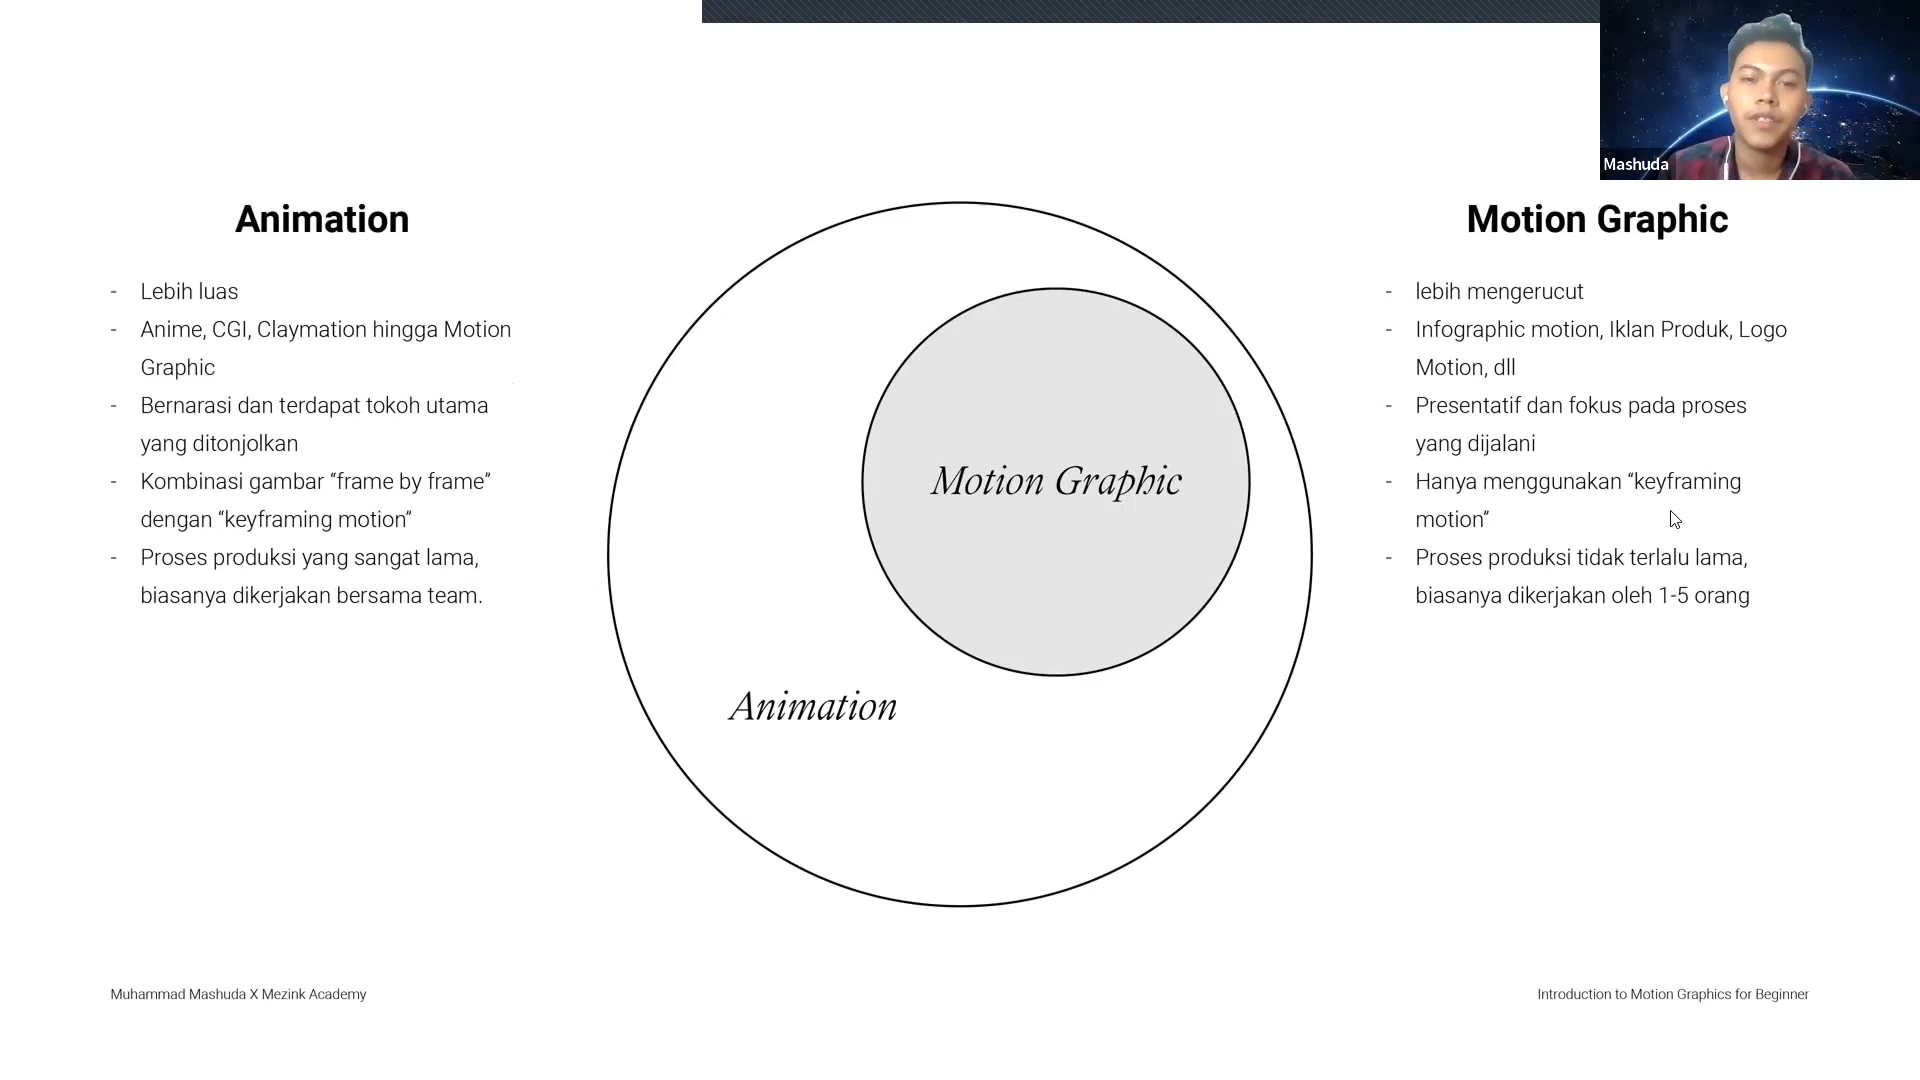 Mashuda
Animation
- Lebih luas
- Anime, CGI, Claymation hingga Motion
Graphic
- Bernarasi dan terdapat tokoh utama
yang ditonjolkan
- Kombinasi gambar “frame by frame”
dengan “keyframing motion”
- Proses produksi yang sangat lama,
biasanya dikerjakan bersama team.
Motion Graphic
Animation
Motion Graphic
- lebih mengerucut
- Infographic motion, Iklan Produk, Logo
Motion, dll
- Presentatif dan fokus pada proses
yang dijalani
- Hanya menggunakan “keyframing
motion”
- Proses produksi tidak terlalu lama,
biasanya dikerjakan oleh 1-5 orang
Muhammad Mashuda X Mezink Academy
Introduction to Motion Graphics for Beginner